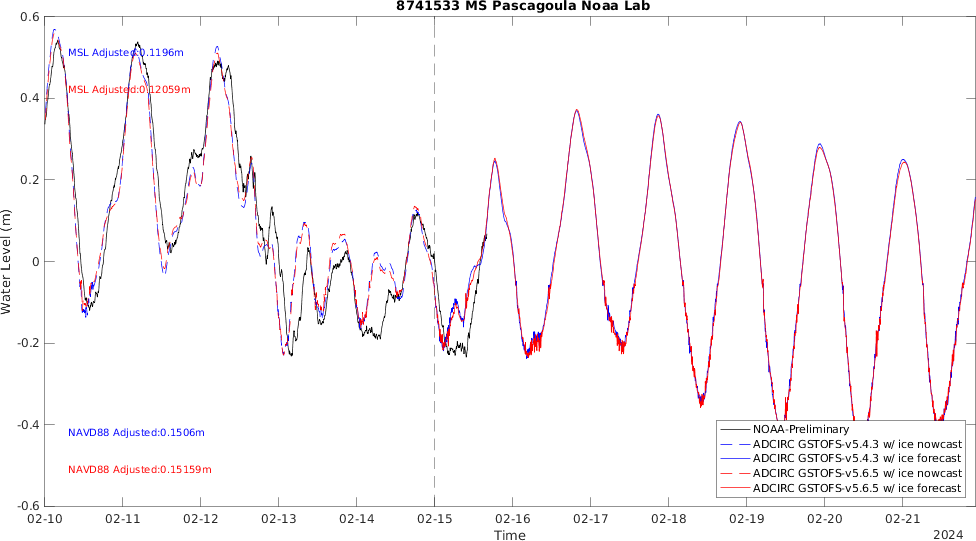 8741533 MS Pascagoula Noaa Lab
0.6
0.4
0.2
0
-0.2
-0.4
-0.6
Water Level (m)
MSL Adjusted:0.1196m
MSL Adjusted:0.12059m
NAVD88 Adjusted:0.1506m
NAVD88 Adjusted:0.15159m
NOAA-Preliminary
ADCIRC GSTOFS-v5.4.3 w/ ice nowcast
ADCIRC GSTOFS-v5.4.3 w/ ice forecast
ADCIRC GSTOFS-v5.6.5 w/ ice nowcast
ADCIRC GSTOFS-v5.6.5 w/ ice forecast
02-10 02-11 02-12 02-13 02-14 02-15 02-16 02-17 02-18 02-19 02-20 02-21
Time
2024